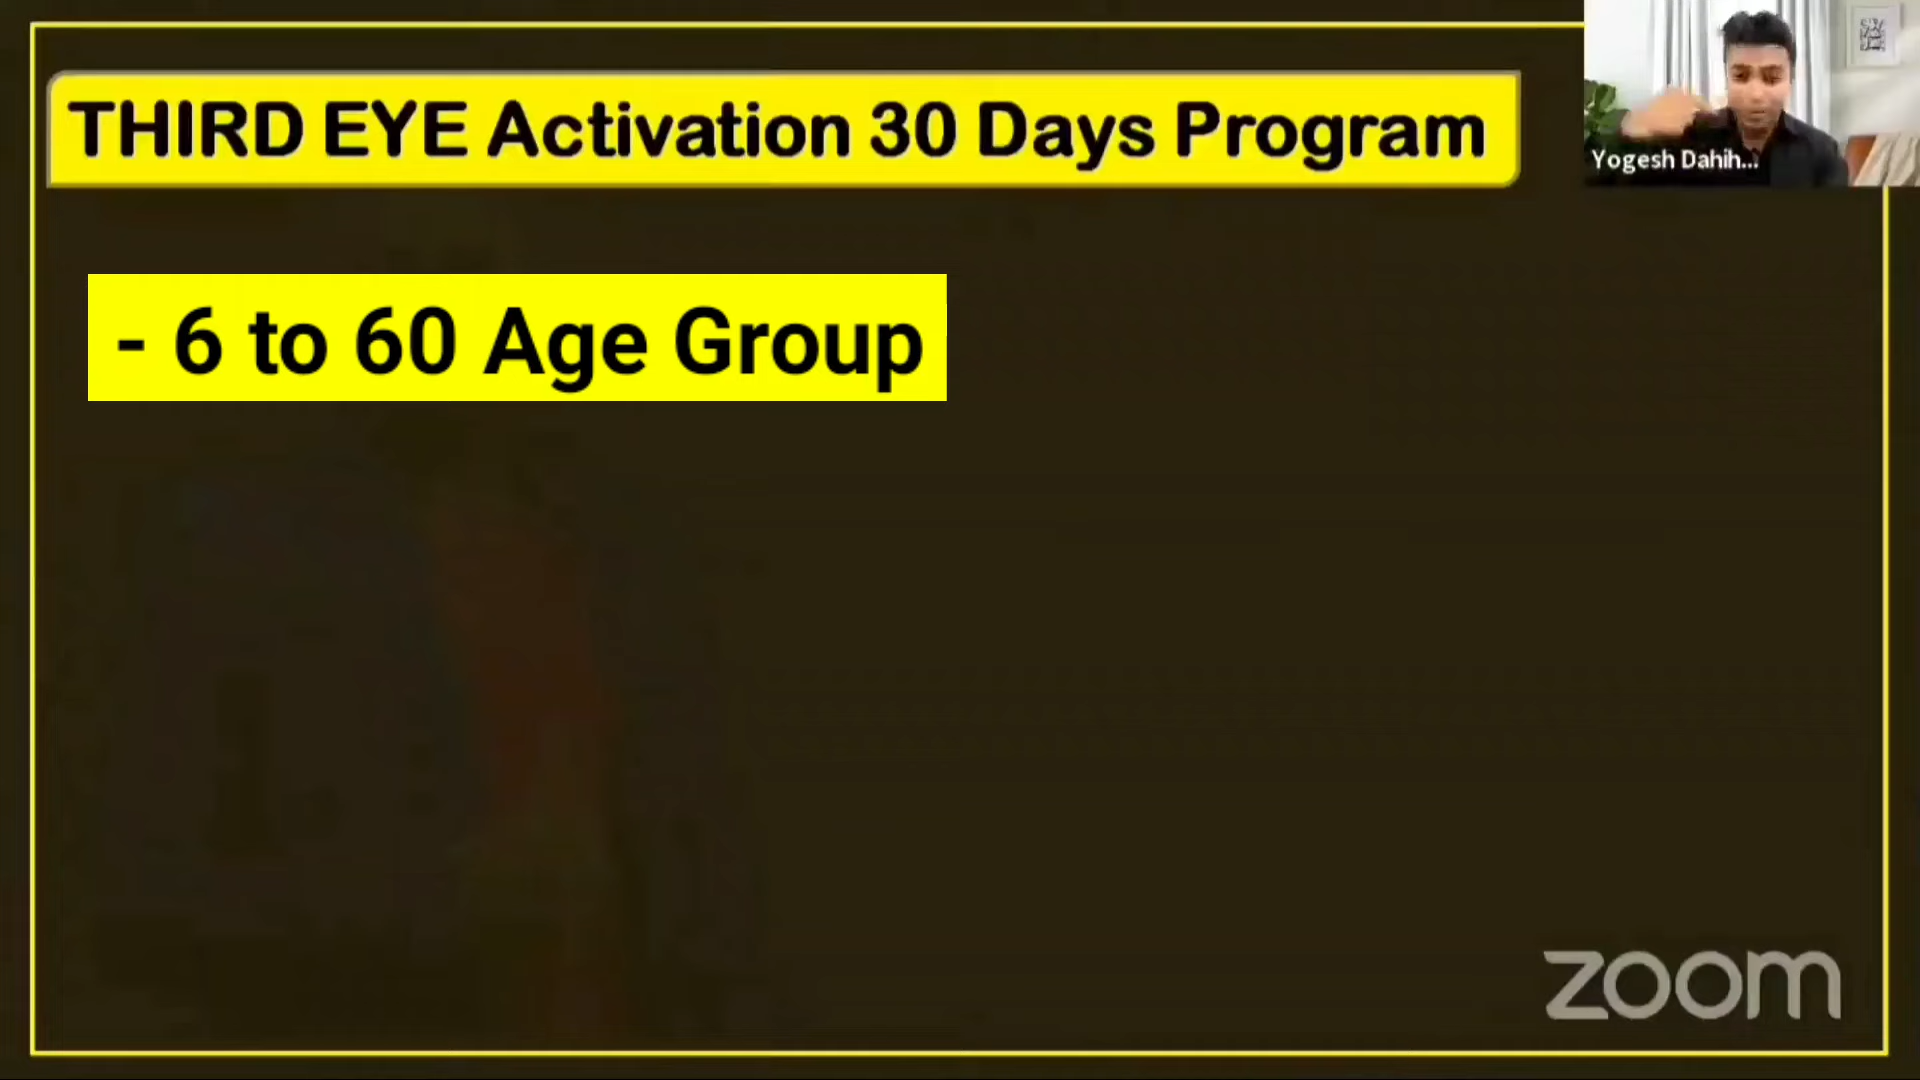 THIRD EYE Activation 30 Days Program
Yogesh Dahih...
- 6 to 60 Age Group
zoom